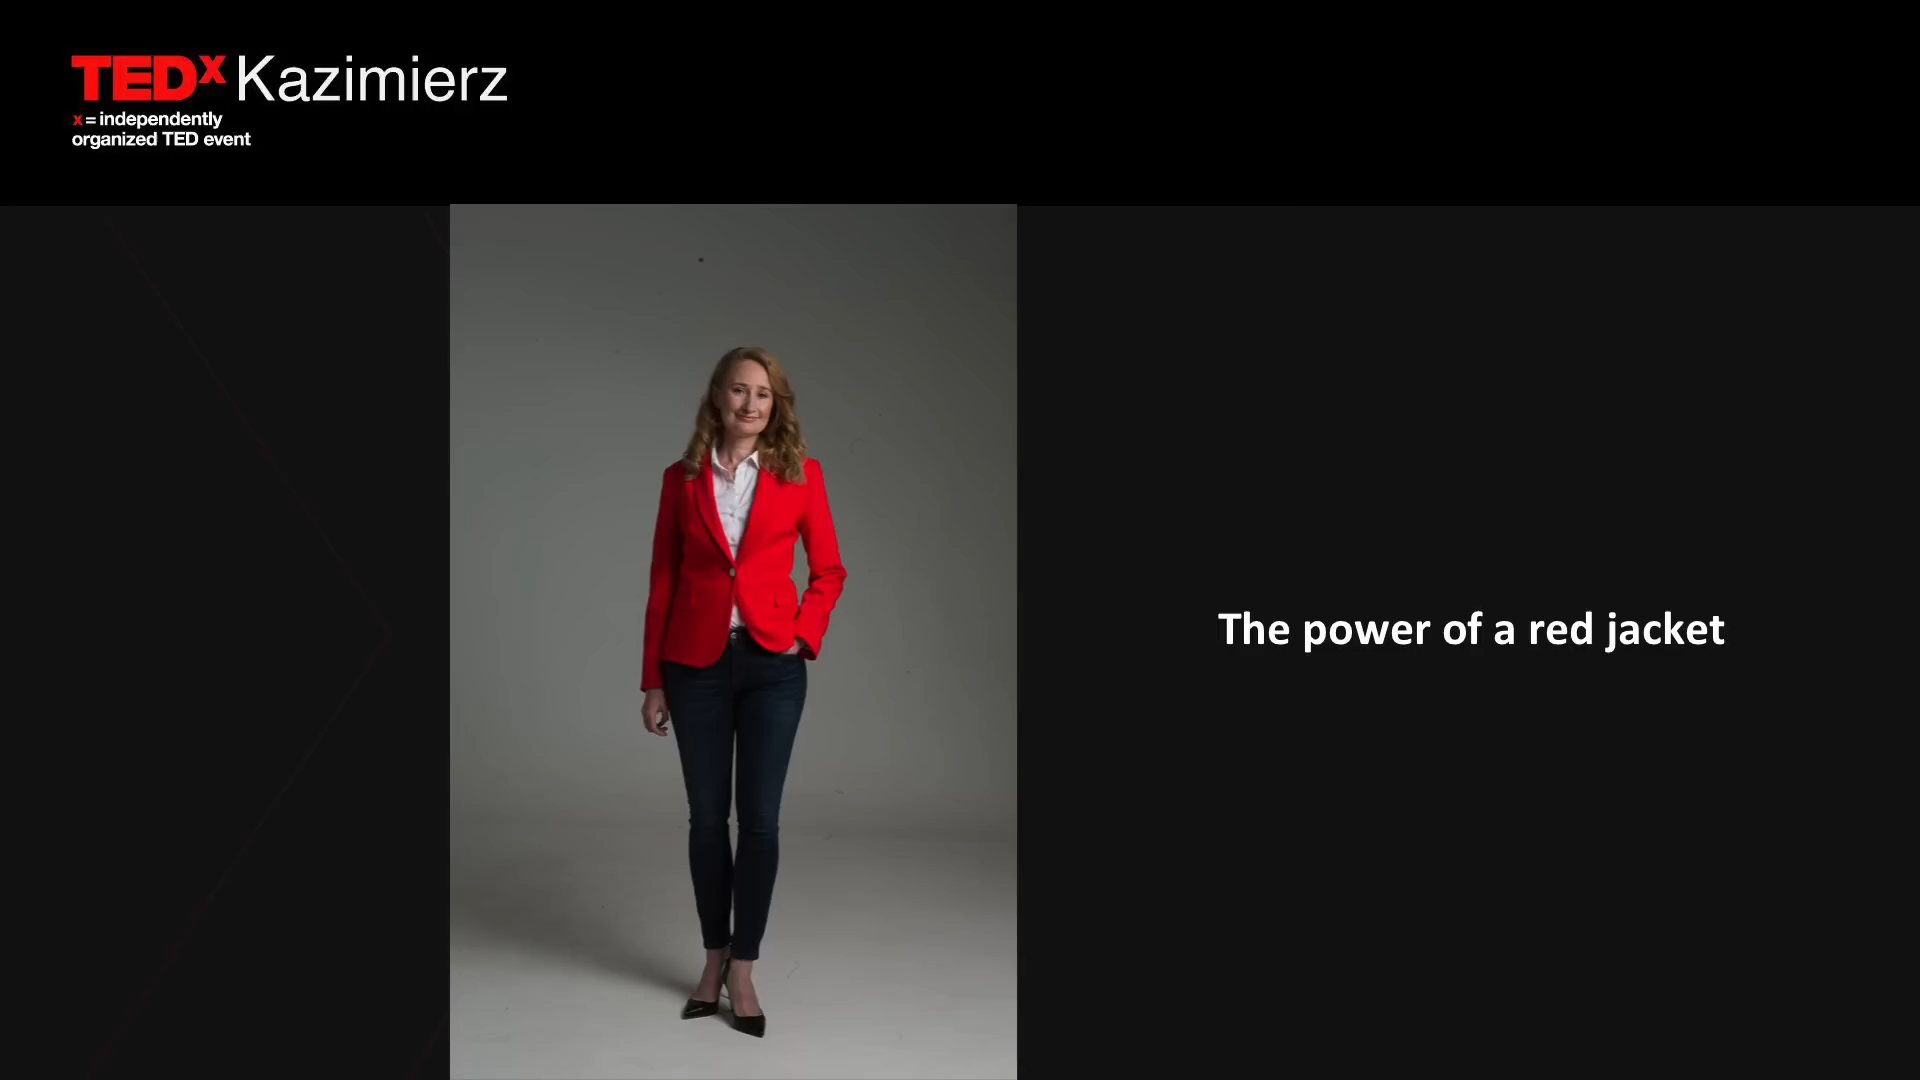 TEDx Kazimierz
x = independently
organized TED event
The power of a red jacket